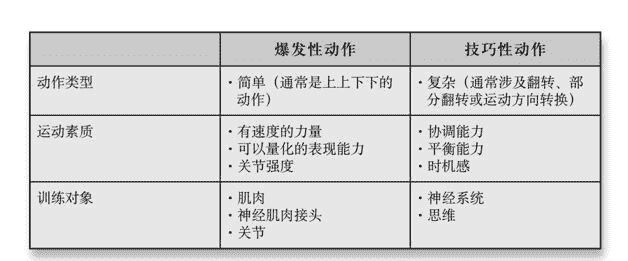 爆发性动作 技巧性动作
动作类型 ·简单（通常是上上下下的 ·复杂（通常涉及翻转、部
动作） 分翻转或运动方向转换）
运动素质 ·有速度的力量 ·协调能力
·可以量化的表现能力 ·平衡能力
·关节强度 ·时机感
训练对象 ·肌肉 ·神经系统
·神经肌肉接头 ·思维
·关节